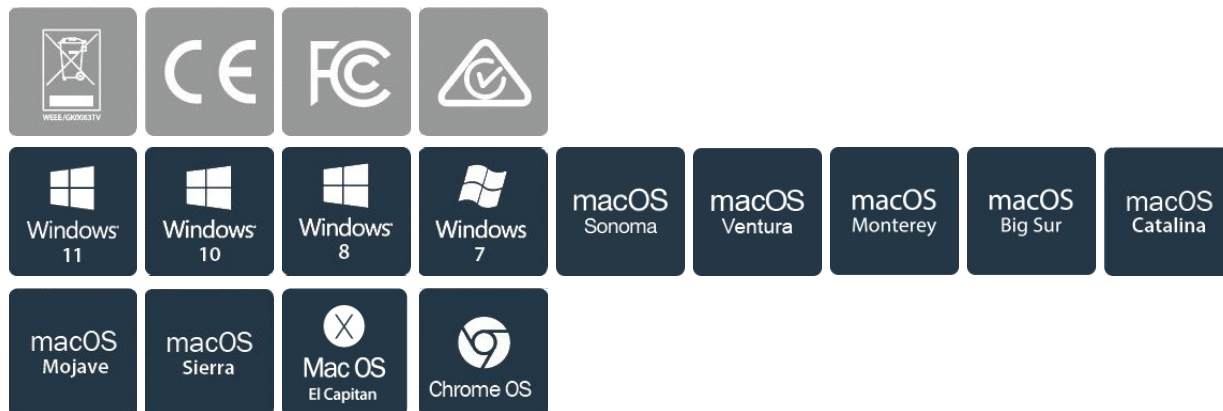 WEEE/GK0063TV
CE
FC
Windows
11
Windows
10
Windows
8
Windows
7
macOS
Sonoma
macOS
Ventura
macOS
Monterey
macOS
Big Sur
macOS
Catalina
macOS
Mojave
macOS
Sierra
X
Mac OS
El Capitan
Chrome OS